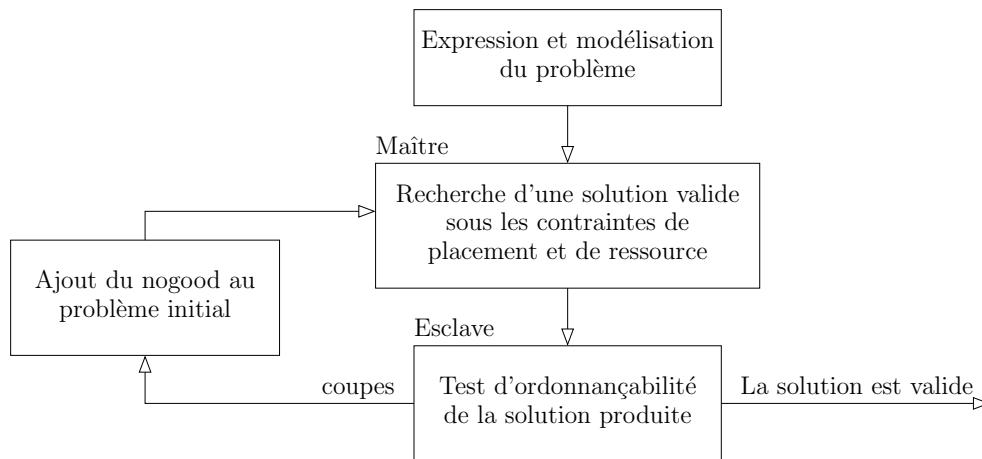 Expression et modélisation
du problème
Maître
Recherche d'une solution valide
sous les contraintes de
placement et de ressource
Ajout du nogood au
problème initial
Esclave
coupes
Test d'ordonnançabilité
de la solution produite
La solution est valide